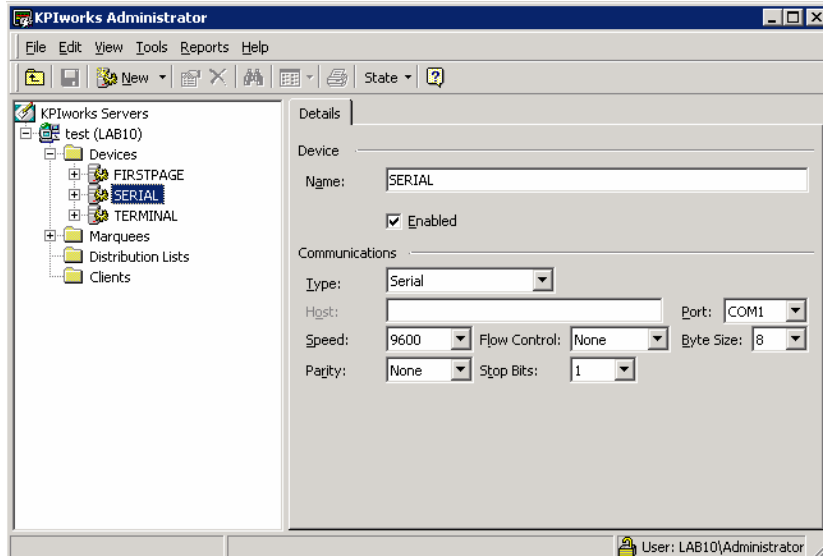 KPIworks Administrator
File Edit View Tools Reports Help
New State
KPIworks Servers
test (LAB10)
Devices
FIRSTPAGE
SERIAL
TERMINAL
Marquees
Distribution Lists
Clients
Details
Device
Name: SERIAL
Enabled
Communications
Type: Serial
Host: Port: COM1
Speed: 9600 Flow Control: None Byte Size: 8
Parity: None Stop Bits: 1
User: LAB10\Administrator